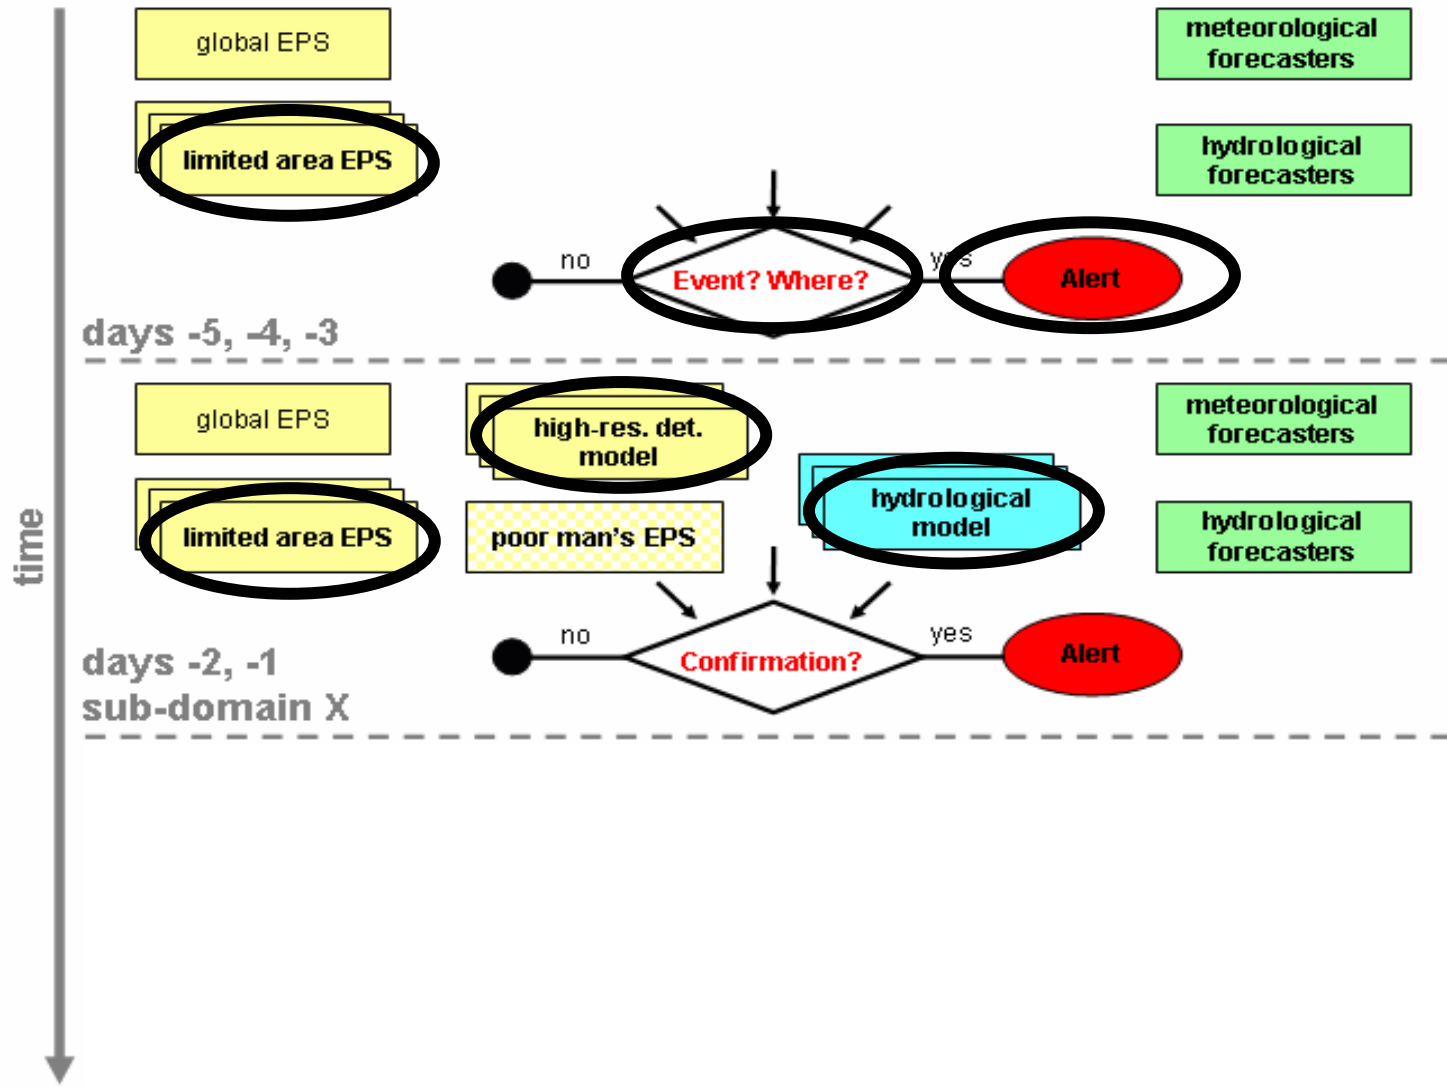 global EPS
meteorological
forecasters
limited area EPS
hydrological
forecasters
no
Event? Where?
yes
Alert
days -5, -4, -3
global EPS
high-res. det.
model
meteorological
forecasters
limited area EPS
poor man's EPS
hydrological
model
hydrological
forecasters
time
no
Confirmation?
yes
Alert
days -2, -1
sub-domain X